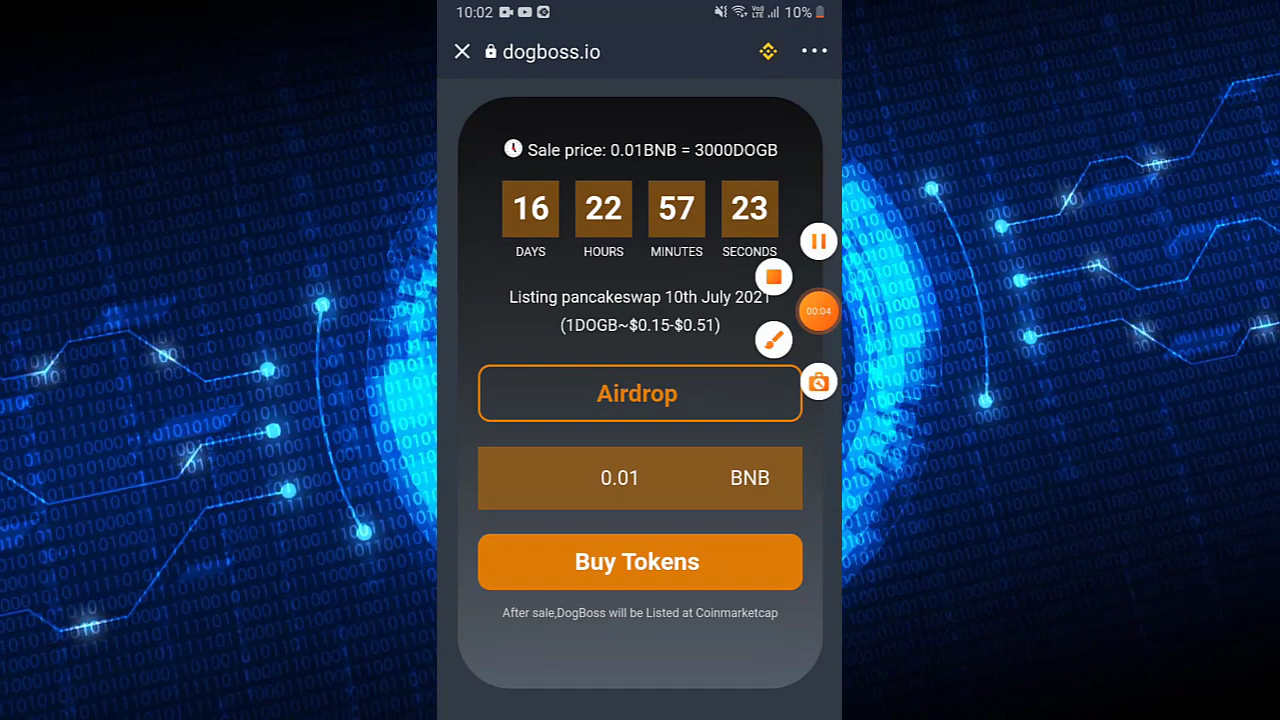 10:02
Vo) LTE 10%
dogboss.io
Sale price: 0.01BNB = 3000DOGB
16 22 57 23
DAYS HOURS MINUTES SECONDS
Listing pancakeswap 10th July 2021
00:04
(1DOGB~$0.15-$0.51)
Airdrop
0.01 BNB
Buy Tokens
After sale,DogBoss will be Listed at Coinmarketcap